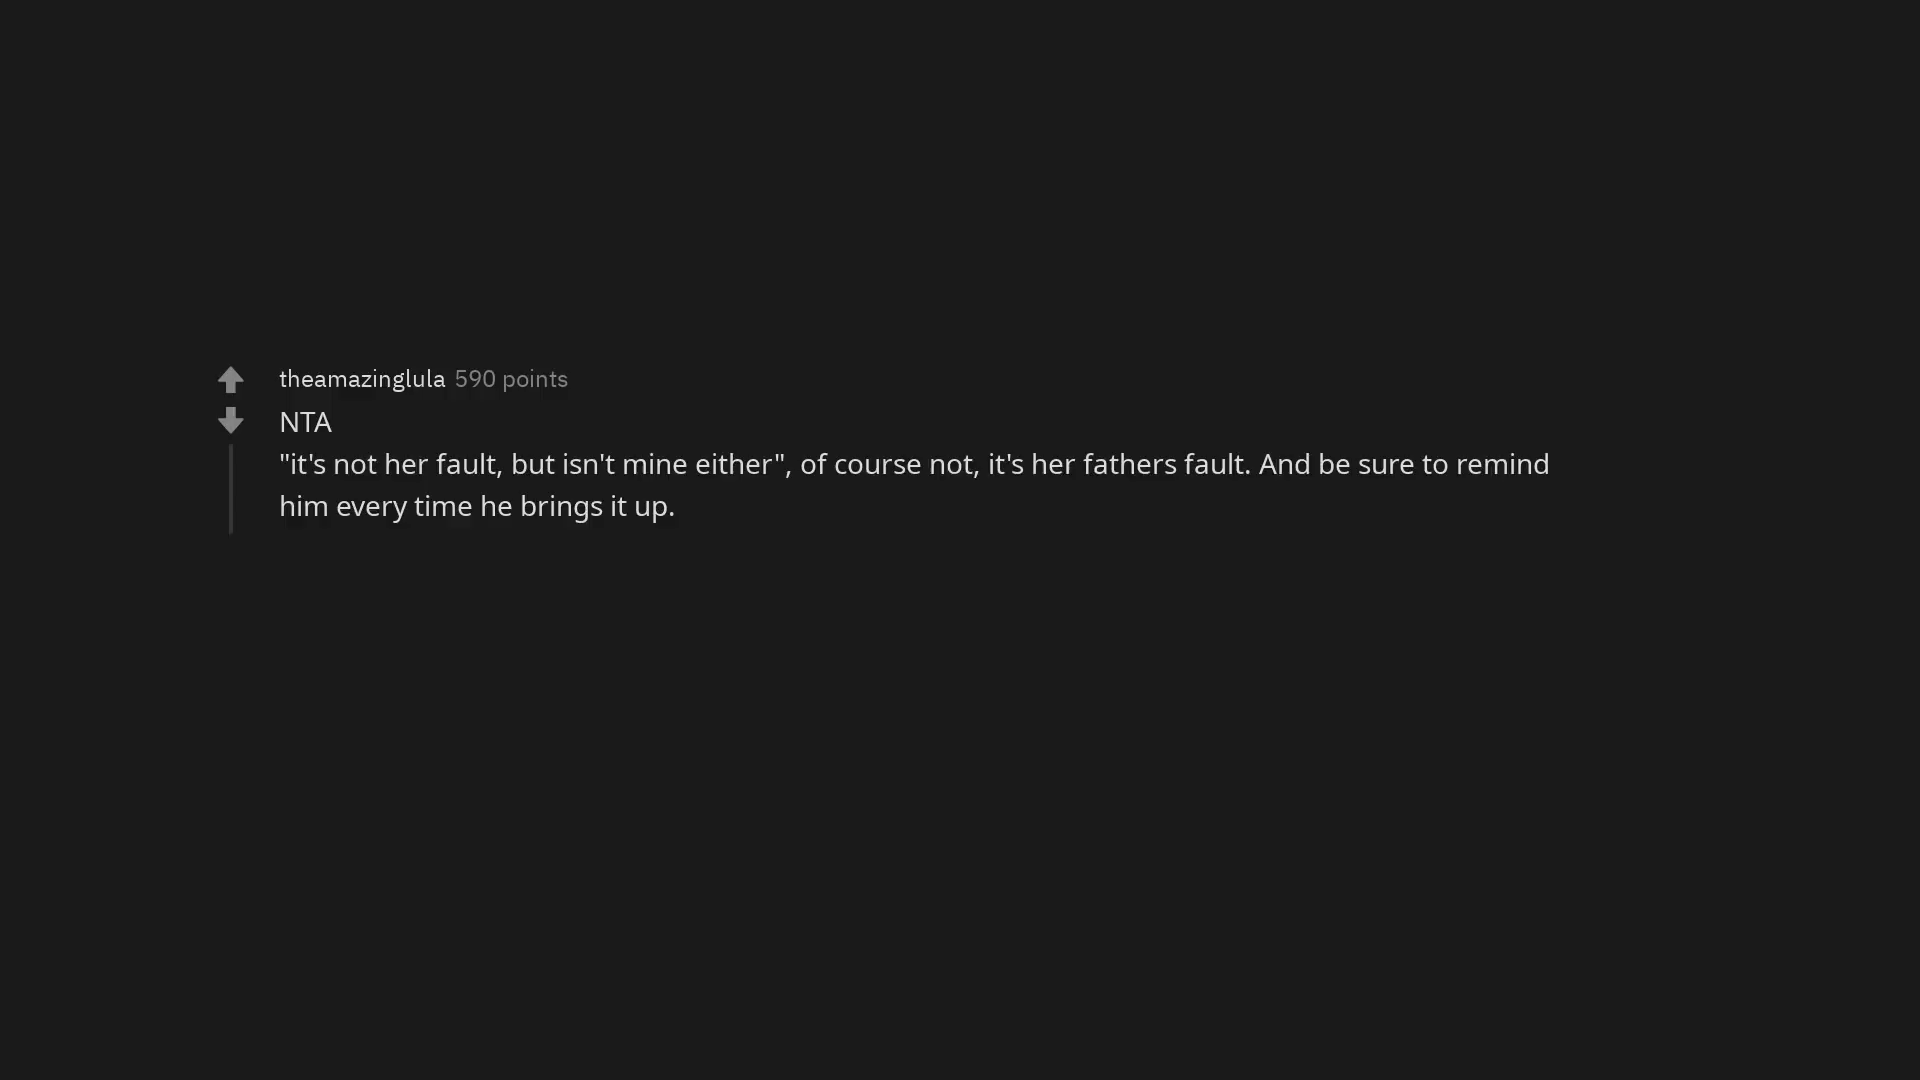 theamazinglula 590 points
NTA
"it's not her fault, but isn't mine either", of course not, it's her fathers fault. And be sure to remind
him every time he brings it up.